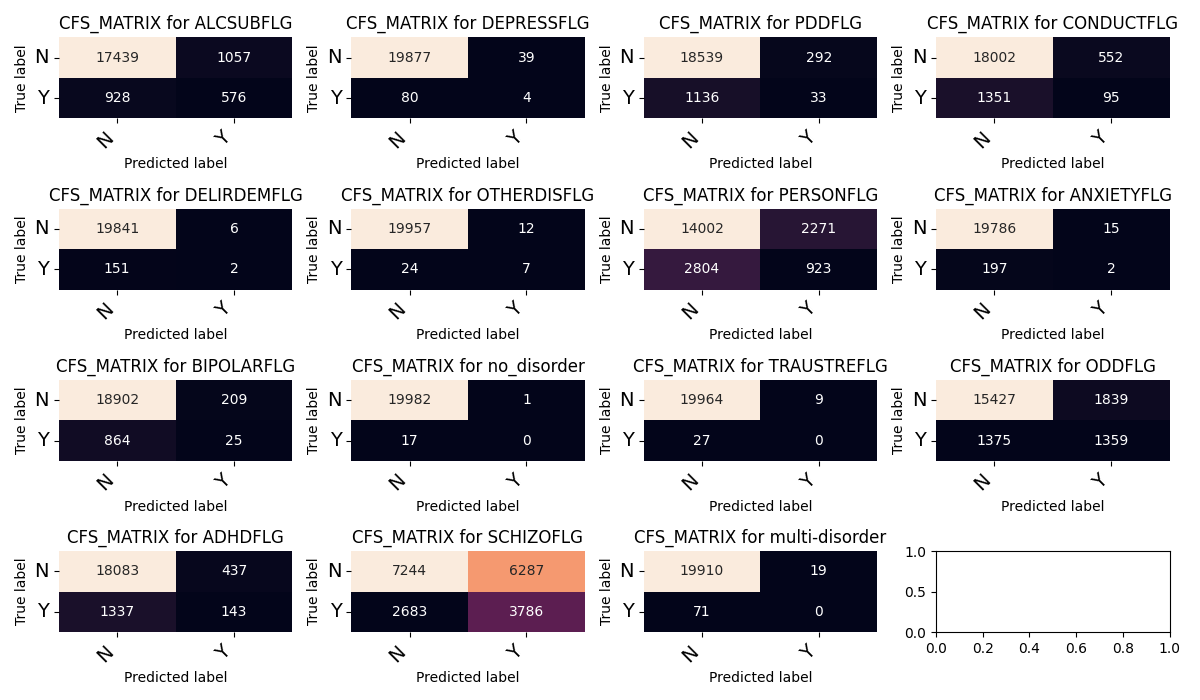 CFS_MATRIX for ALCSUBFLG
True label
N
17439
1057
Y
928
576
N
Y
Predicted label
CFS_MATRIX for DEPRESSFLG
True label
N
19877
39
Y
80
4
N
Y
Predicted label
CFS_MATRIX for PDDFLG
True label
N
18539
292
Y
1136
33
N
Y
Predicted label
CFS_MATRIX for CONDUCTFLG
True label
N
18002
552
Y
1351
95
N
Y
Predicted label
CFS_MATRIX for DELIRDEMFLG
True label
N
19841
6
Y
151
2
N
Y
Predicted label
CFS_MATRIX for OTHERDISFLG
True label
N
19957
12
Y
24
7
N
Y
Predicted label
CFS_MATRIX for PERSONFLG
True label
N
14002
2271
Y
2804
923
N
Y
Predicted label
CFS_MATRIX for ANXIETYFLG
True label
N
19786
15
Y
197
2
N
Y
Predicted label
CFS_MATRIX for BIPOLARFLG
True label
N
18902
209
Y
864
25
N
Y
Predicted label
CFS_MATRIX for no_disorder
True label
N
19982
1
Y
17
0
N
Y
Predicted label
CFS_MATRIX for TRAUSTREFLG
True label
N
19964
9
Y
27
0
N
Y
Predicted label
CFS_MATRIX for ODDFLG
True label
N
15427
1839
Y
1375
1359
N
Y
Predicted label
CFS_MATRIX for ADHDFLG
True label
N
18083
437
Y
1337
143
N
Y
Predicted label
CFS_MATRIX for SCHIZOFLG
True label
N
7244
6287
Y
2683
3786
N
Y
Predicted label
CFS_MATRIX for multi-disorder
True label
N
19910
19
Y
71
0
N
Y
Predicted label
1.0
0.5
0.0
0.0 0.2 0.4 0.6 0.8 1.0